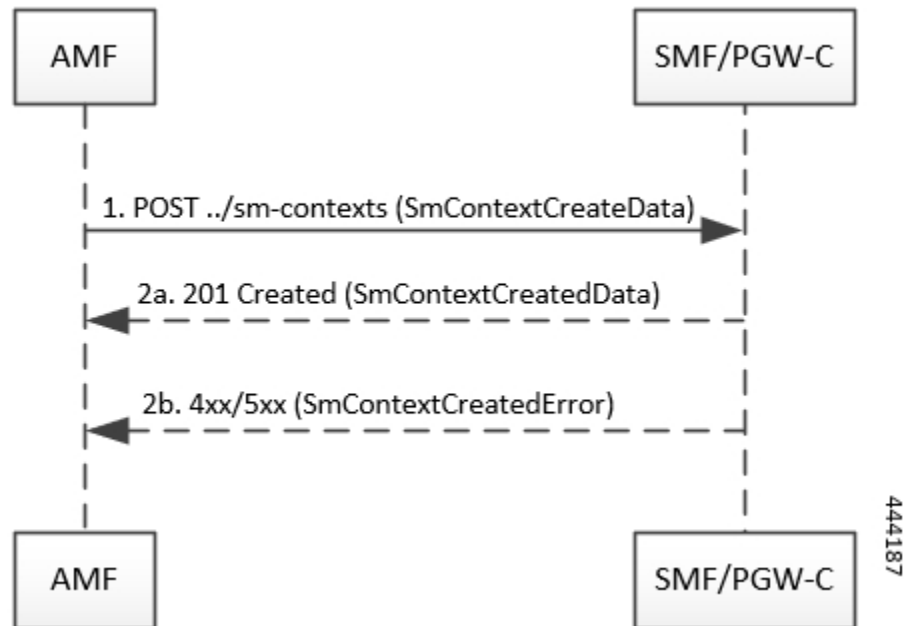 AMF
SMF/PGW-C
1. POST ../sm-contexts (SmContextCreateData)
2a. 201 Created (SmContextCreatedData)
2b. 4xx/5xx (SmContextCreatedError)
AMF
SMF/PGW-C
444187